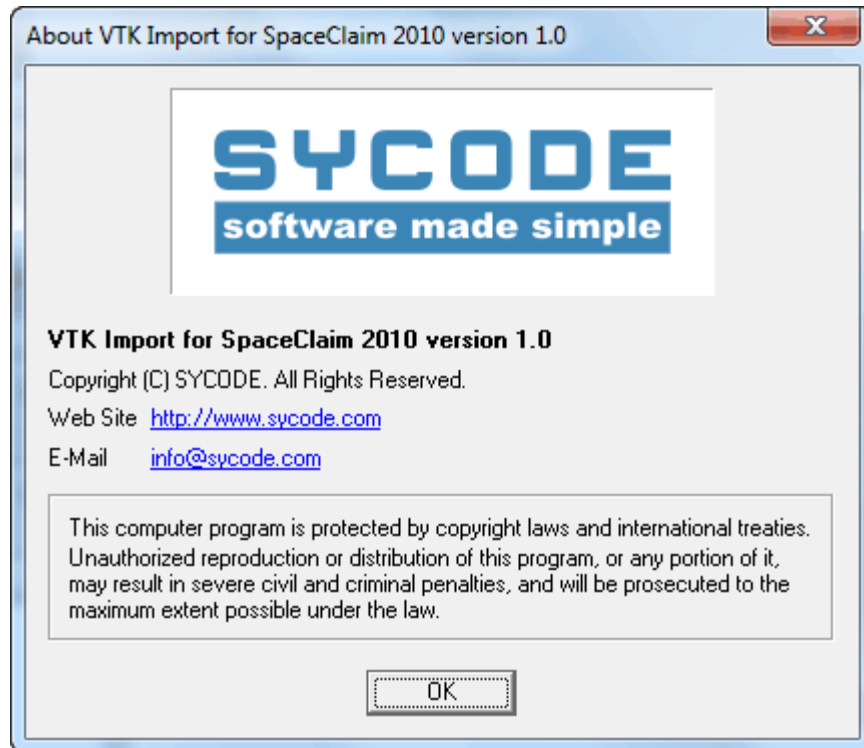 About VTK Import for SpaceClaim 2010 version 1.0
SYCODE
software made simple
VTK Import for SpaceClaim 2010 version 1.0
Copyright (C) SYCODE. All Rights Reserved.
Web Site http://www.sycode.com
E-Mail info@sycode.com
This computer program is protected by copyright laws and international treaties.
Unauthorized reproduction or distribution of this program, or any portion of it,
may result in severe civil and criminal penalties, and will be prosecuted to the
maximum extent possible under the law.
OK